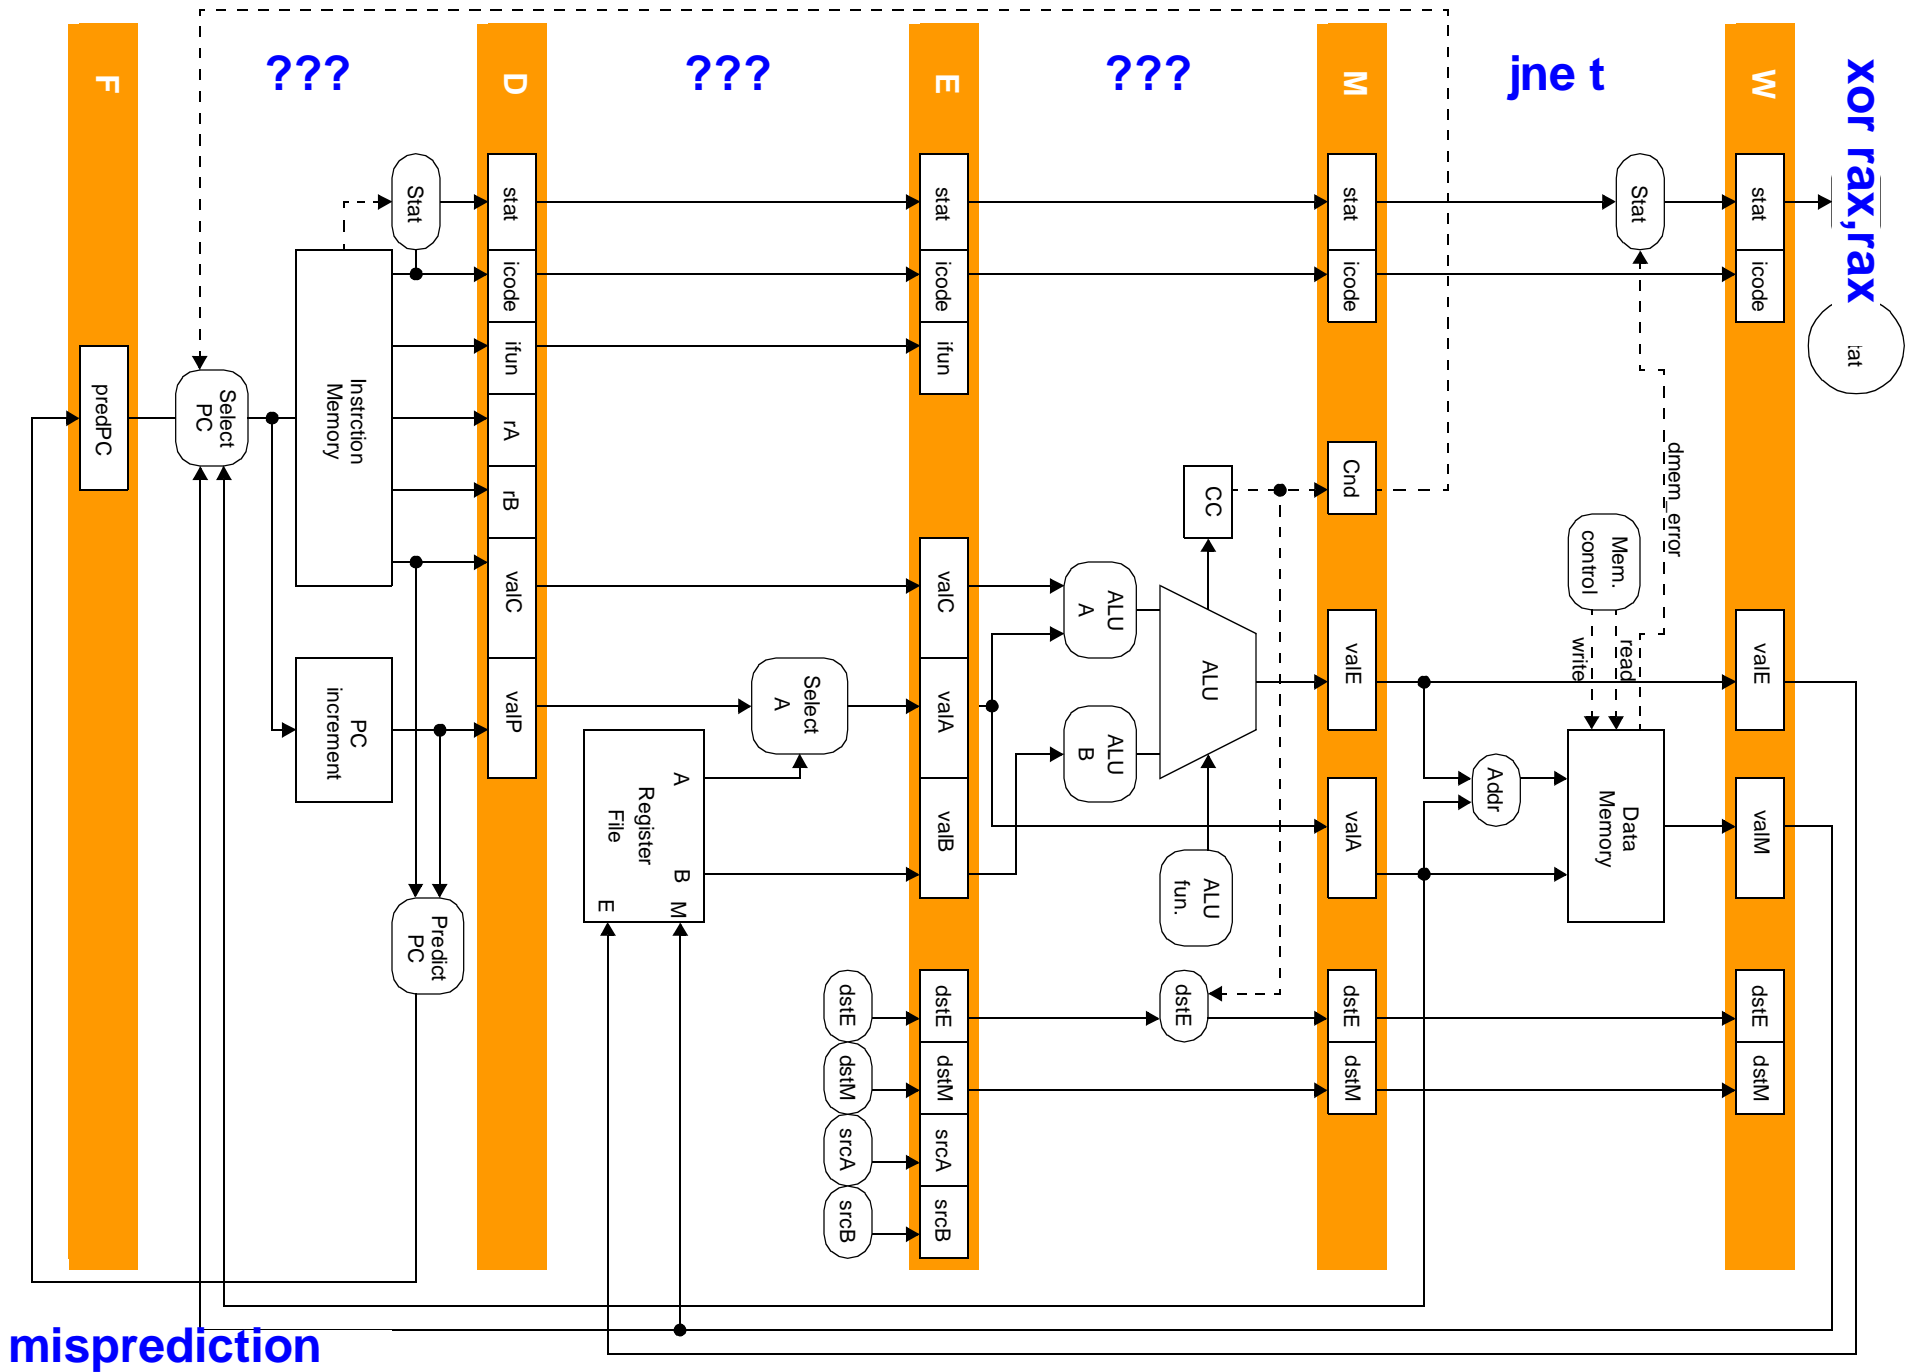 ???
???
???
jne t
xor rax,rax
F
D
E
M
W
Stat
stat
stat
stat
Stat
stat
icode
icode
icode
icode
tat
ifun
ifun
predPC
Select
PC
Instrction
Memory
rA
rB
Cnd
CC
dmem_error
Mem.
control
read
write
valC
valC
ALU
A
ALU
valE
valE
valP
Select
A
valA
PC
increment
ALU
B
Addr
Data
Memory
valM
A
Register
File
B
M
E
valB
valA
ALU
fun.
Predict
PC
dstE
dstE
dstE
dstE
dstE
dstM
dstM
dstM
dstM
srcA
srcA
srcB
srcB
misprediction